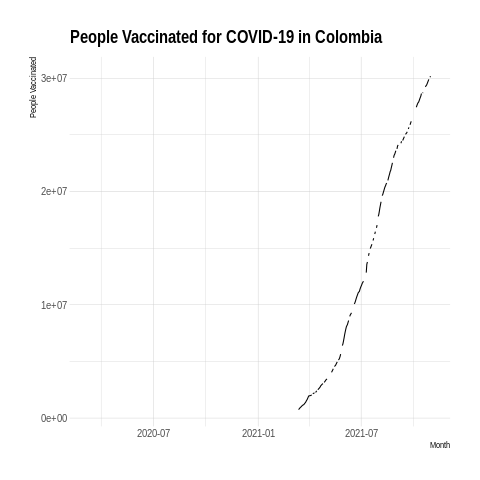 People Vaccinated for COVID-19 in Colombia
People Vaccinated
3e+07
2e+07
1e+07
0e+00
2020-07 2021-01 2021-07
Month